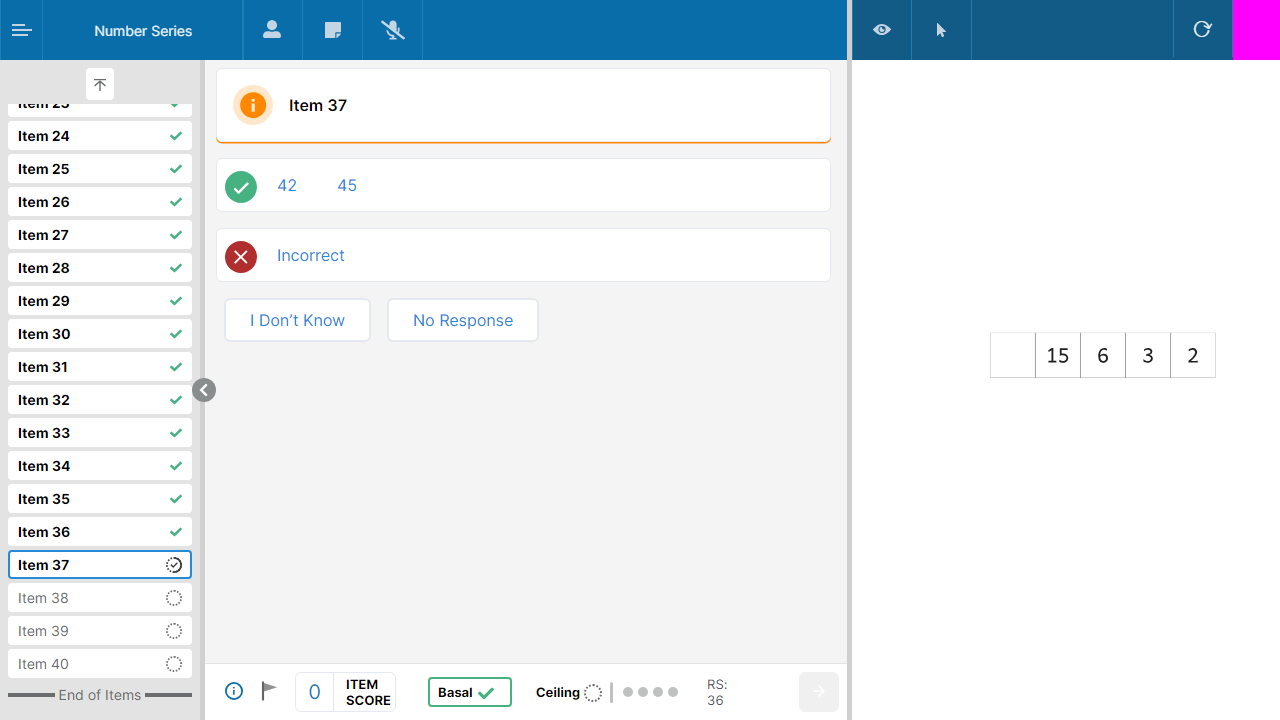 Number Series
Item 23
Item 24
Item 25
Item 26
Item 27
Item 28
Item 29
Item 30
Item 31
Item 32
Item 33
Item 34
Item 35
Item 36
Item 37
Item 38
Item 39
Item 40
End of Items
Item 37
42 45
Incorrect
I Don’t Know No Response
0 ITEM SCORE
Basal
Ceiling
RS:
36
15 6 3 2